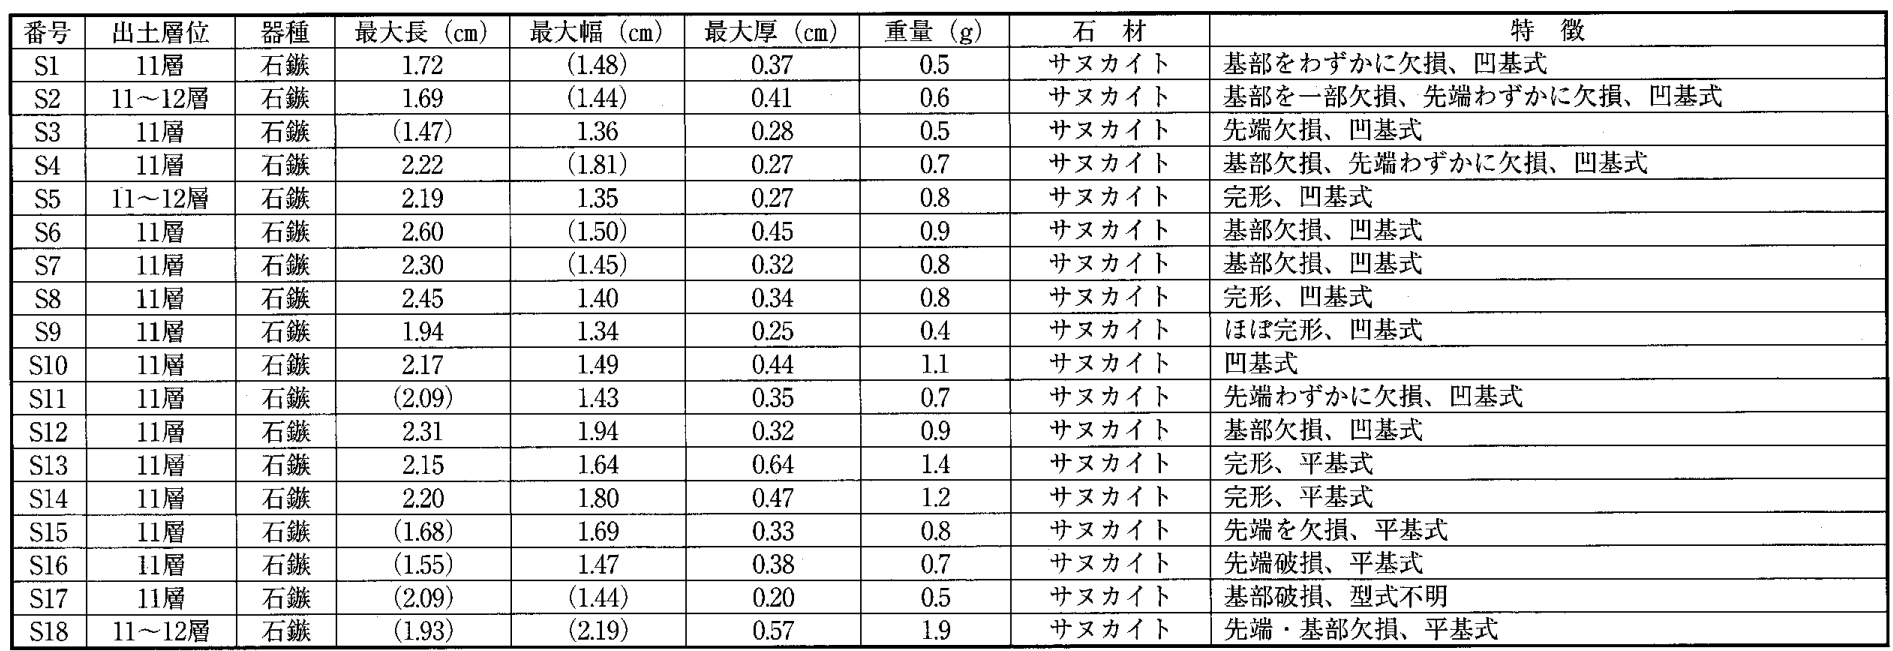 番号 出土層位 器種 最大長（㎝） 最大幅（㎝） 最大厚（㎝） 重量（g） 石　材 特　徴
S1 11層 石鏃 1.72 (1.48) 0.37 0.5 サヌカイト 基部をわずかに欠損、凹基式
S2 11～12層 石鏃 1.69 (1.44) 0.41 0.6 サヌカイト 基部を一部欠損、先端わずかに欠損、凹基式
S3 11層 石鏃 (1.47) 1.36 0.28 0.5 サヌカイト 先端欠損、凹基式
S4 11層 石鏃 2.22 (1.81) 0.27 0.7 サヌカイト 基部欠損、先端わずかに欠損、凹基式
S5 11～12層 石鏃 2.19 1.35 0.27 0.8 サヌカイト 完形、凹基式
S6 11層 石鏃 2.60 (1.50) 0.45 0.9 サヌカイト 基部欠損、凹基式
S7 11層 石鏃 2.30 (1.45) 0.32 0.8 サヌカイト 基部欠損、凹基式
S8 11層 石鏃 2.45 1.40 0.34 0.8 サヌカイト 完形、凹基式
S9 11層 石鏃 1.94 1.34 0.25 0.4 サヌカイト ほぼ完形、凹基式
S10 11層 石鏃 2.17 1.49 0.44 1.1 サヌカイト 凹基式
S11 11層 石鏃 (2.09) 1.43 0.35 0.7 サヌカイト 先端わずかに欠損、凹基式
S12 11層 石鏃 2.31 1.94 0.32 0.9 サヌカイト 基部欠損、凹基式
S13 11層 石鏃 2.15 1.64 0.64 1.4 サヌカイト 完形、平基式
S14 11層 石鏃 2.20 1.80 0.47 1.2 サヌカイト 完形、平基式
S15 11層 石鏃 (1.68) 1.69 0.33 0.8 サヌカイト 先端を欠損、平基式
S16 11層 石鏃 (1.55) 1.47 0.38 0.7 サヌカイト 先端破損、平基式
S17 11層 石鏃 (2.09) (1.44) 0.20 0.5 サヌカイト 基部破損、型式不明
S18 11～12層 石鏃 (1.93) (2.19) 0.57 1.9 サヌカイト 先端・基部欠損、平基式